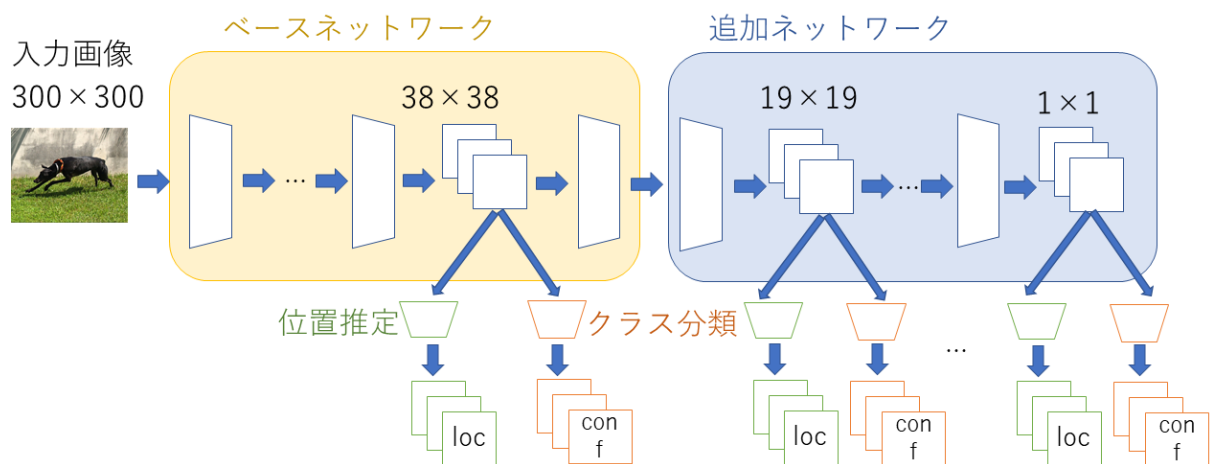 ベースネットワーク
追加ネットワーク
入力画像
300×300
38×38
19×19
1×1
...
...
位置推定
クラス分類
...
loc
con
f
loc
con
f
loc
con
f